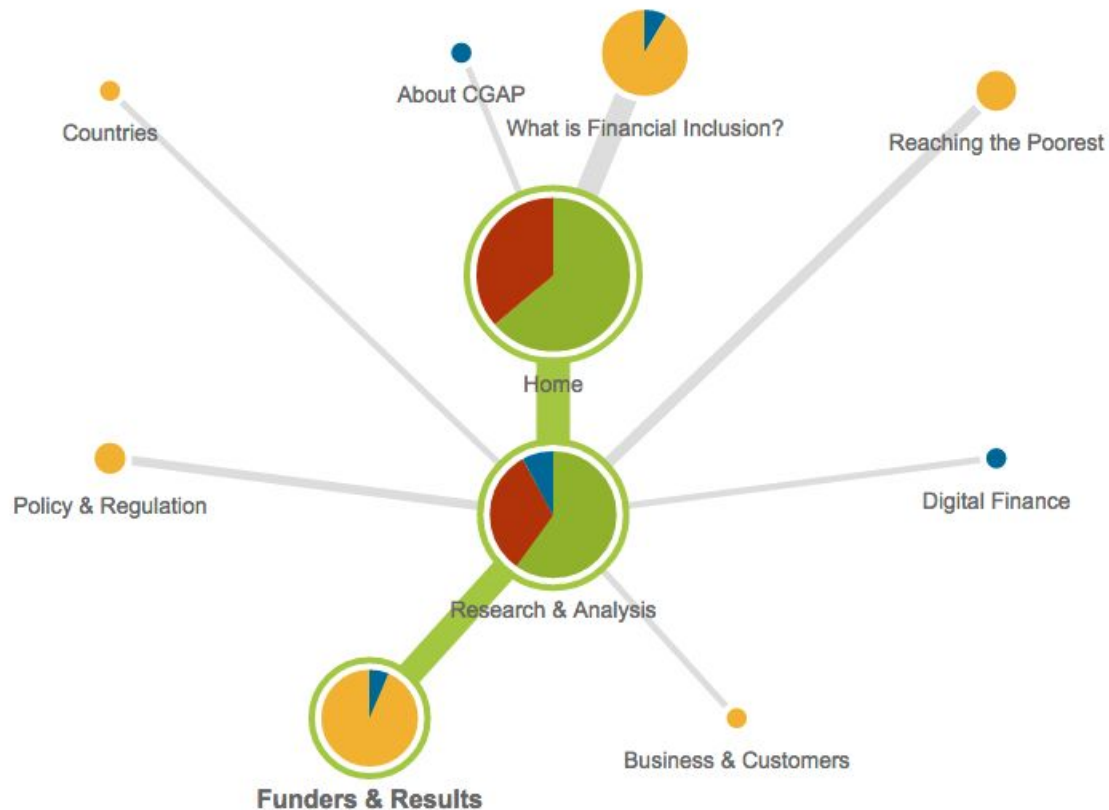 About CGAP
Countries
What is Financial Inclusion?
Reaching the Poorest
Home
Policy & Regulation
Digital Finance
Research & Analysis
Business & Customers
Funders & Results